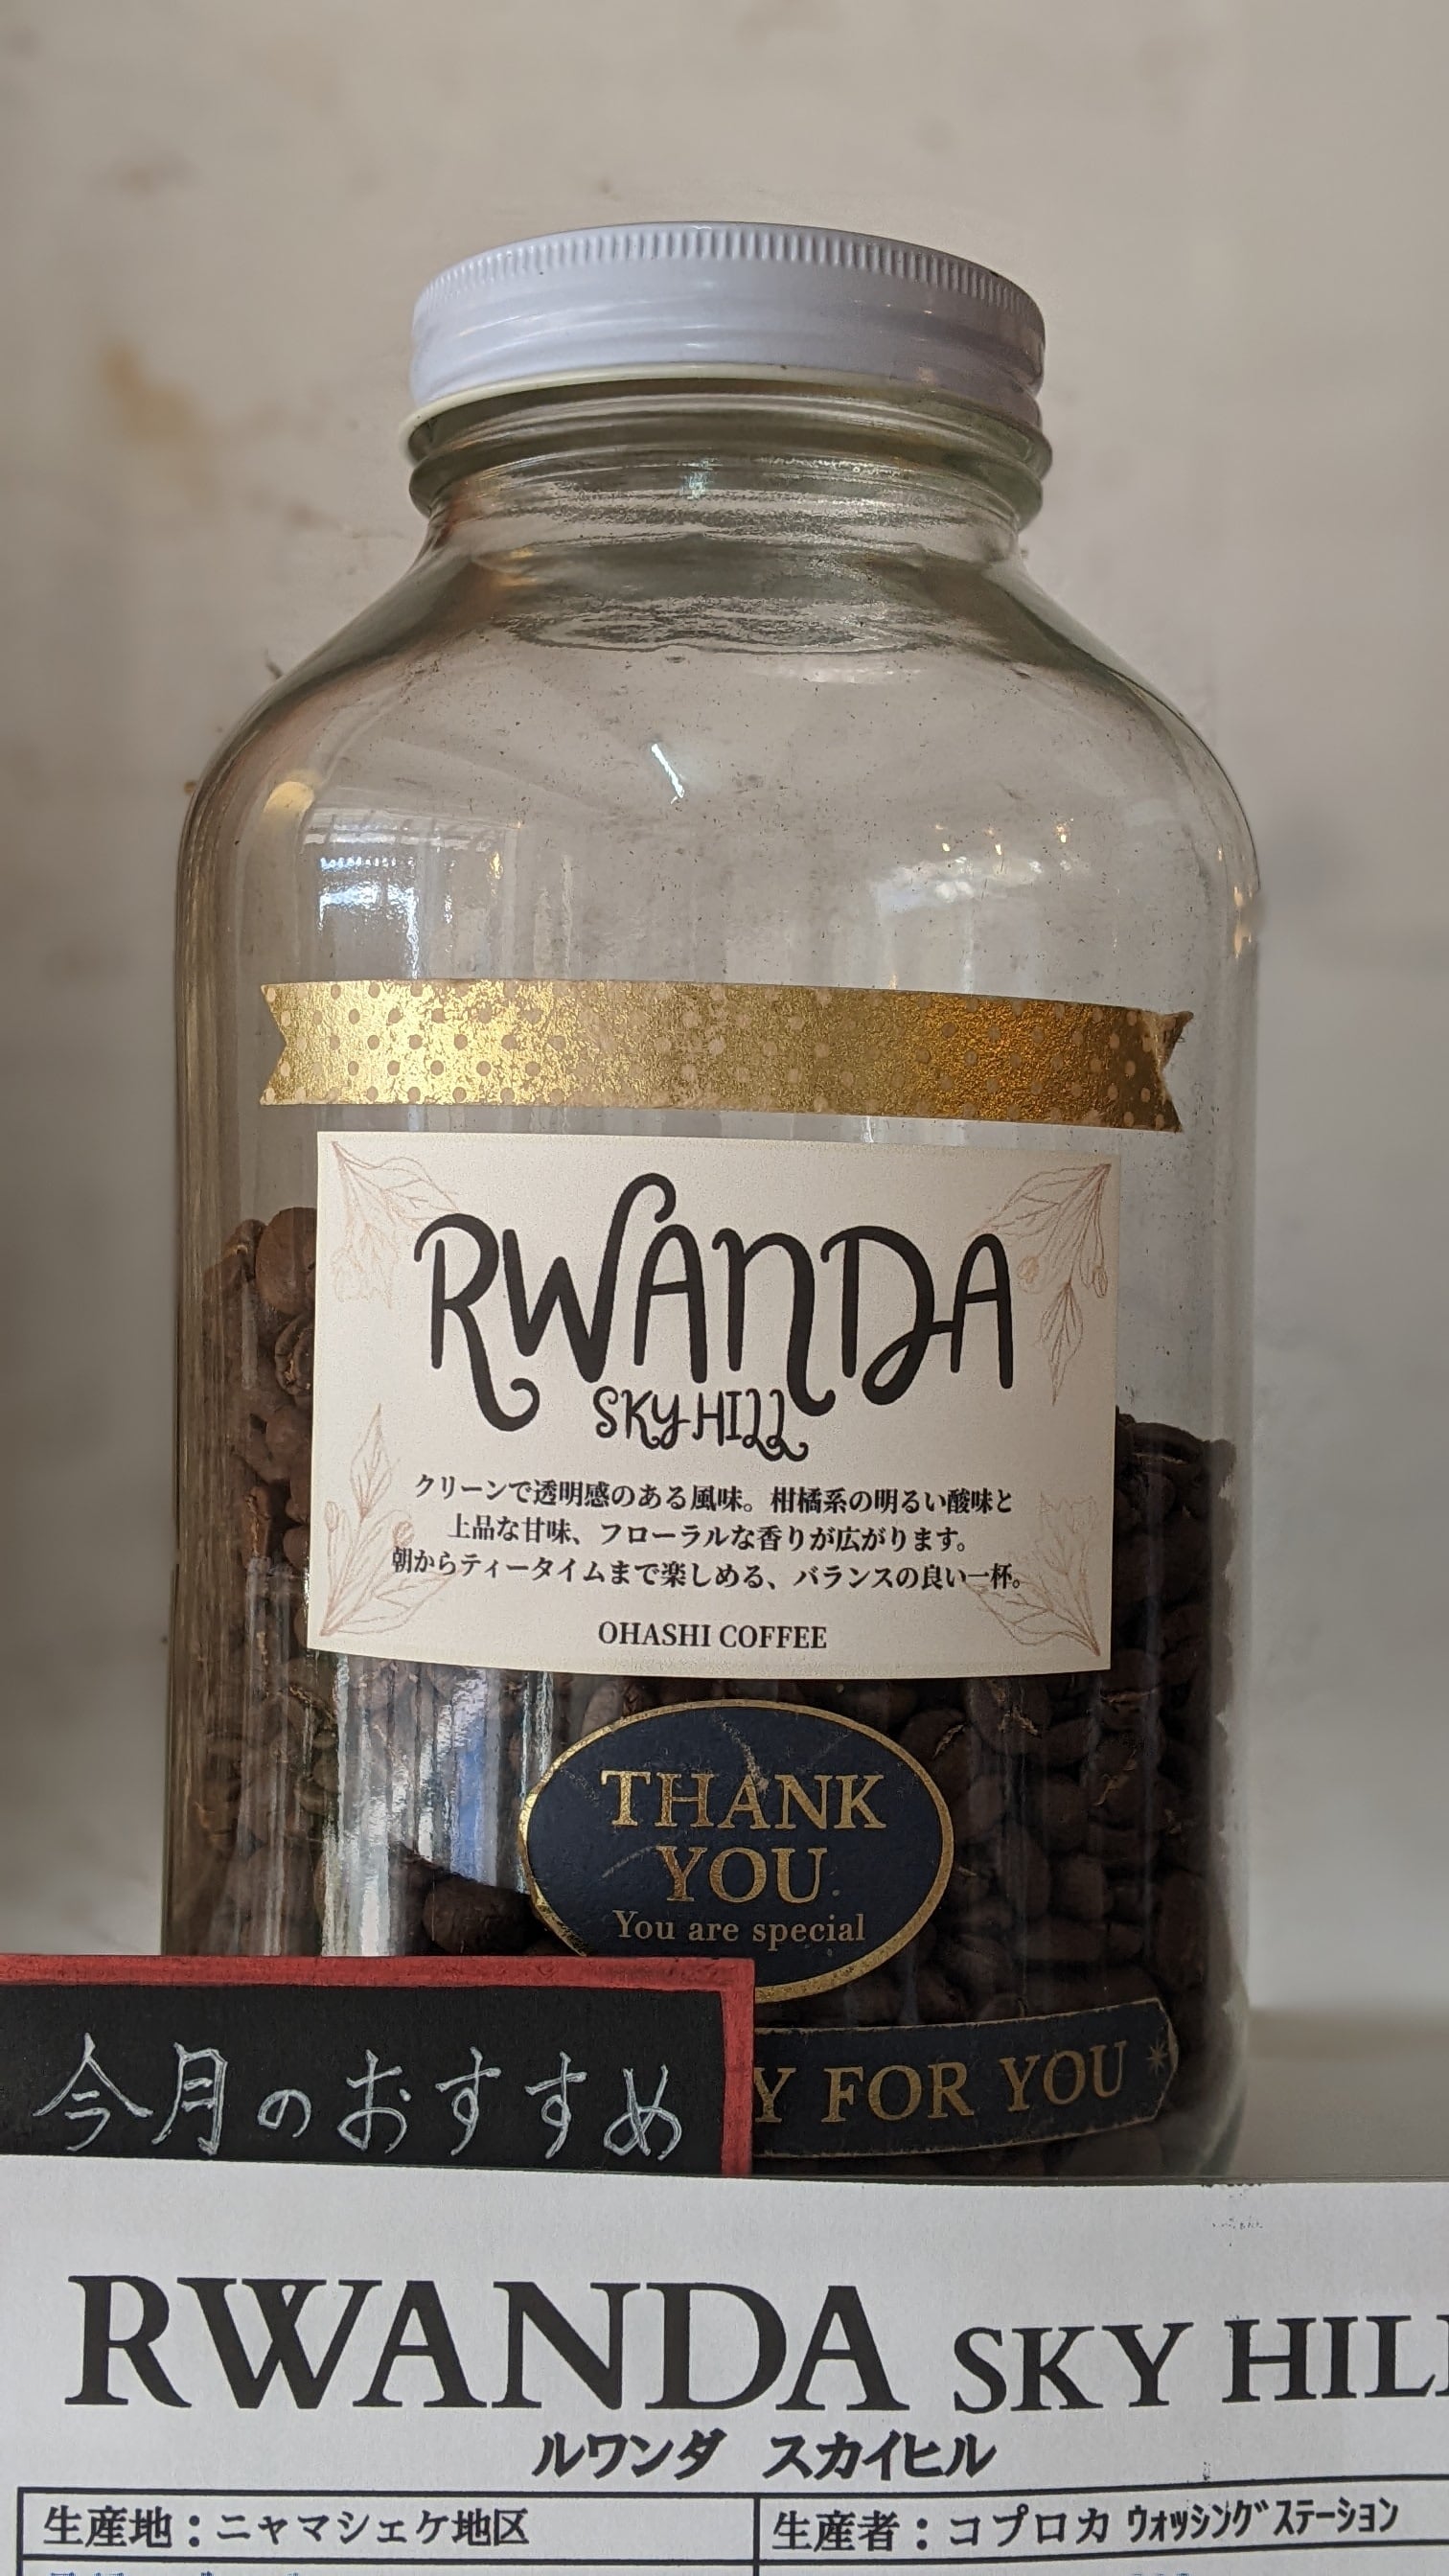 RWANDA
SKY HILL
クリーンで透明感のある風味。柑橘系の明るい酸味と
上品な甘味、フローラルな香りが広がります。
朝からティータイムまで楽しめる、バランスの良い一杯。
OHASHI COFFEE
THANK
YOU
You are special
Y FOR YOU
今月のおすすめ
RWANDA SKY HILL
ルワンダ スカイヒル
生産地：ニャマシェケ地区
生産者：コプロカ ウォッシングステーション